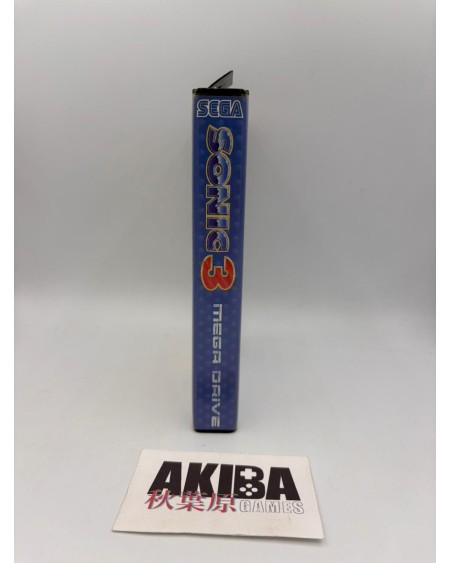 SEGA
SONIC 3
MEGA DRIVE
AKIBA
秋葉原 GAMES